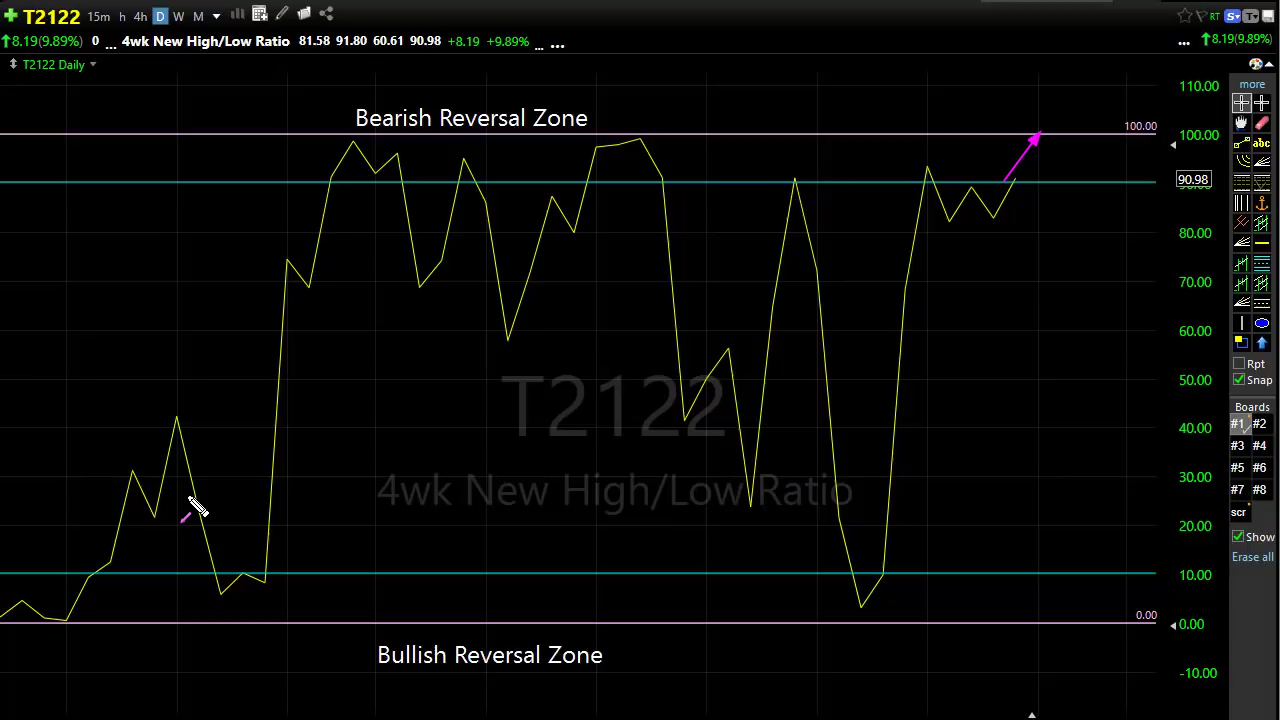 T2122 15m h 4h D W M
RT S T
8.19(9.89%) 0 ... 4wk New High/Low Ratio 81.58 91.80 60.61 90.98 +8.19 +9.89% ... ...
... 8.19(9.89%)
T2122 Daily
more
110.00
Bearish Reversal Zone
100.00
100.00
abc
90.98
80.00
70.00
60.00
Rpt
50.00
Snap
T2122
Boards
40.00
#1 #2
#3 #4
30.00
#5 #6
4wk New High/Low Ratio
#7 #8
scr
20.00
Show
Erase all
10.00
0.00
0.00
Bullish Reversal Zone
-10.00